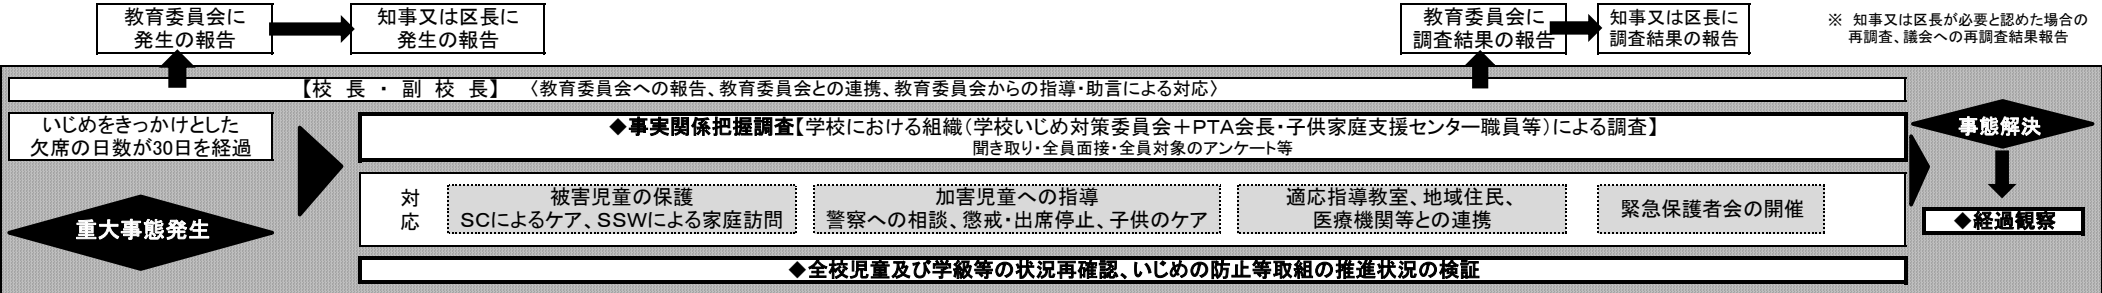 教育委員会に
発生の報告
知事又は区長に
発生の報告
教育委員会に
調査結果の報告
知事又は区長に
調査結果の報告
※ 知事又は区長が必要と認めた場合の
再調査、議会への再調査結果報告
【校 長 ・ 副 校 長】 〈教育委員会への報告、教育委員会との連携、教育委員会からの指導・助言による対応〉
いじめをきっかけとした
欠席の日数が30日を経過
重大事態発生
◆事実関係把握調査【学校における組織(学校いじめ対策委員会+PTA会長・子供家庭支援センター職員等)による調査】
聞き取り・全員面接・全員対象のアンケート等
対
応
被害児童の保護
SCによるケア、SSWによる家庭訪問
加害児童への指導
警察への相談、懲戒・出席停止、子供のケア
適応指導教室、地域住民、
医療機関等との連携
緊急保護者会の開催
◆全校児童及び学級等の状況再確認、いじめの防止等取組の推進状況の検証
事態解決
◆経過観察